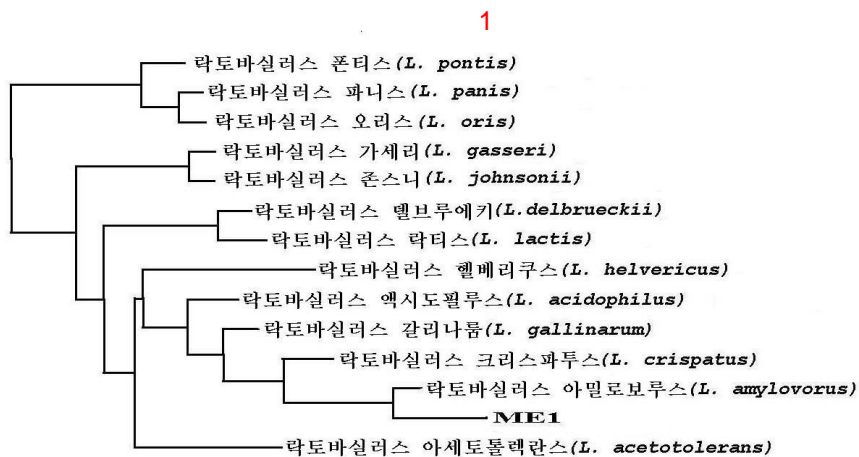 1
락토바실러스 폰티스(L. pontis)
락토바실러스 파니스(L. panis)
락토바실러스 오리스(L. oris)
락토바실러스 가세리(L. gasseri)
락토바실러스 존스니(L. johnsonii)
락토바실러스 델브루에키(L.delbrueckii)
락토바실러스 락티스(L. lactis)
락토바실러스 헬베리쿠스(L. helvericus)
락토바실러스 액시도필루스(L. acidophilus)
락토바실러스 갈리나룸(L. gallinarum)
락토바실러스 크리스파투스(L. crispatus)
락토바실러스 아밀로보루스(L. amylovorus)
ME1
락토바실러스 아세토톨렉란스(L. acetotolerans)